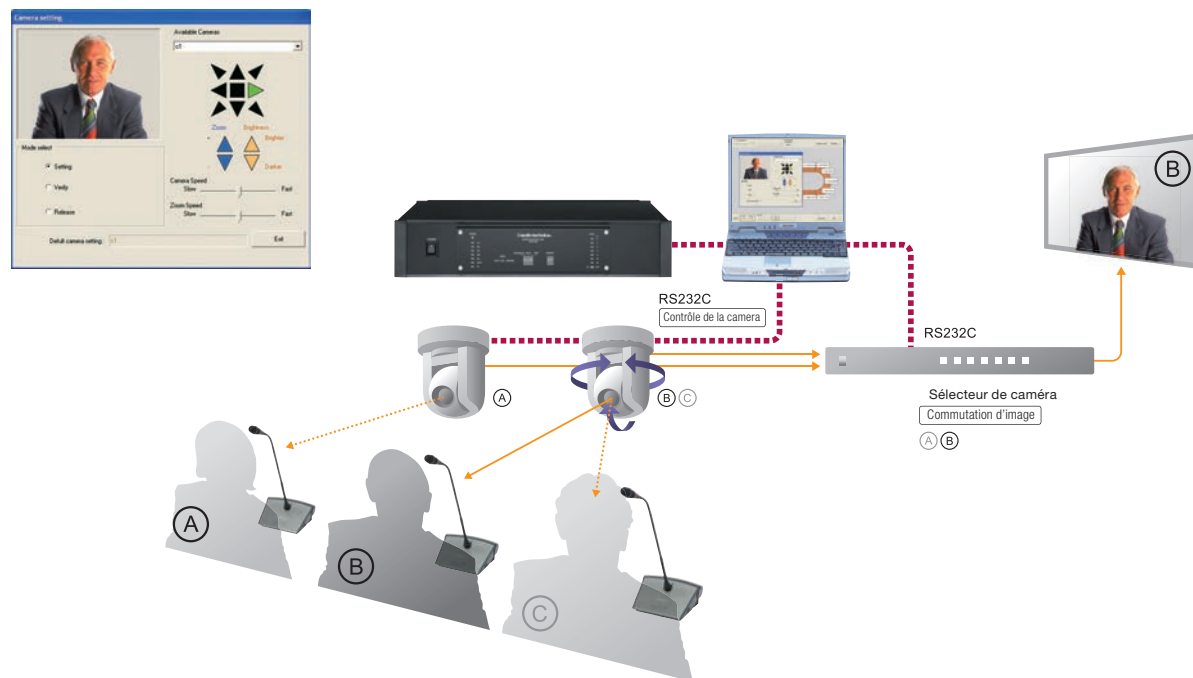 Camera setting
Available Cameras
Zoom
Brightness
Brighter
Darker
Mode select
Setting
Verify
Release
Camera Speed
Slow
Fast
Zoom Speed
Slow
Fast
Defult camera setting:
Exit
B
RS232C
Contrôle de la camera
RS232C
A
B C
Sélecteur de caméra
Commutation d'image
A B
A
B
C